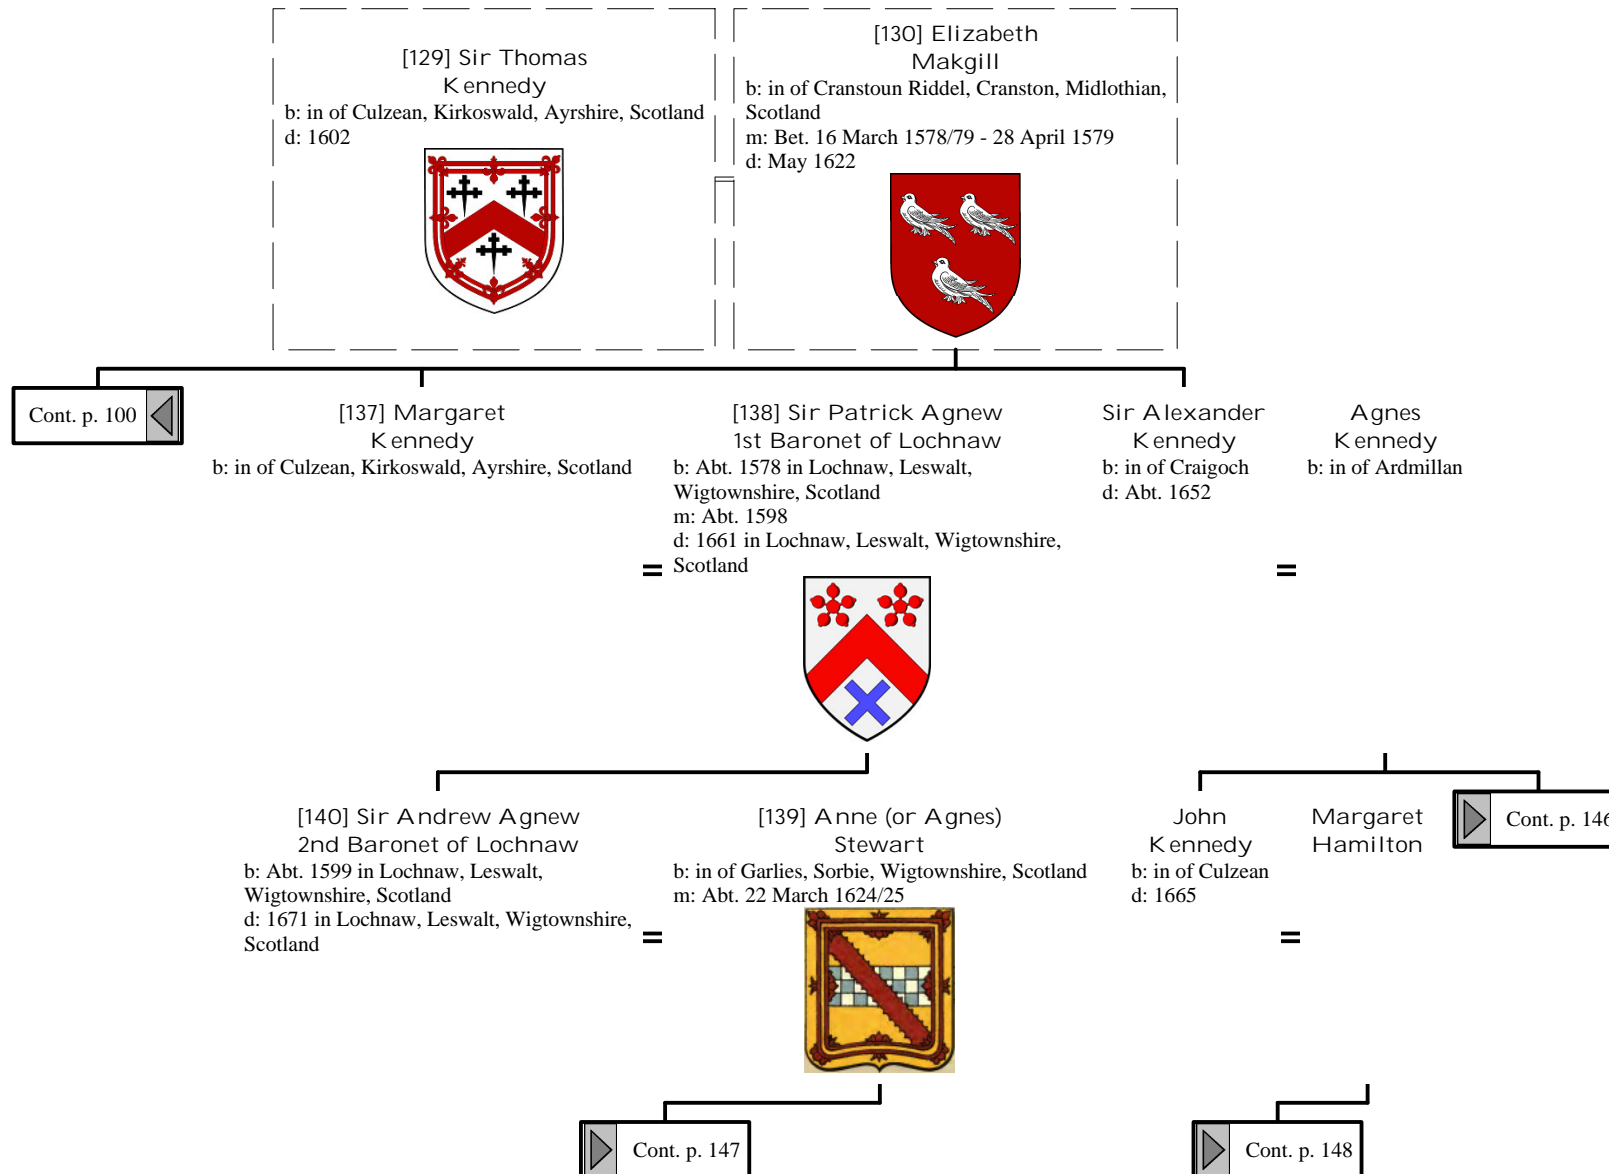 [129] Sir Thomas
Kennedy
b: in of Culzean, Kirkoswald, Ayrshire, Scotland
d: 1602
[130] Elizabeth
Makgill
b: in of Cranstoun Riddel, Cranston, Midlothian,
Scotland
m: Bet. 16 March 1578/79 - 28 April 1579
d: May 1622
Cont. p. 100
[137] Margaret
Kennedy
b: in of Culzean, Kirkoswald, Ayrshire, Scotland
=
[138] Sir Patrick Agnew
1st Baronet of Lochnaw
b: Abt. 1578 in Lochnaw, Leswalt,
Wigtownshire, Scotland
m: Abt. 1598
d: 1661 in Lochnaw, Leswalt, Wigtownshire,
Scotland
Sir Alexander
Kennedy
b: in of Craigoch
d: Abt. 1652
=
Agnes
Kennedy
b: in of Ardmillan
[140] Sir Andrew Agnew
2nd Baronet of Lochnaw
b: Abt. 1599 in Lochnaw, Leswalt,
Wigtownshire, Scotland
d: 1671 in Lochnaw, Leswalt, Wigtownshire,
Scotland
=
[139] Anne (or Agnes)
Stewart
b: in of Garlies, Sorbie, Wigtownshire, Scotland
m: Abt. 22 March 1624/25
John
Kennedy
b: in of Culzean
d: 1665
=
Margaret
Hamilton
Cont. p. 146
Cont. p. 147
Cont. p. 148